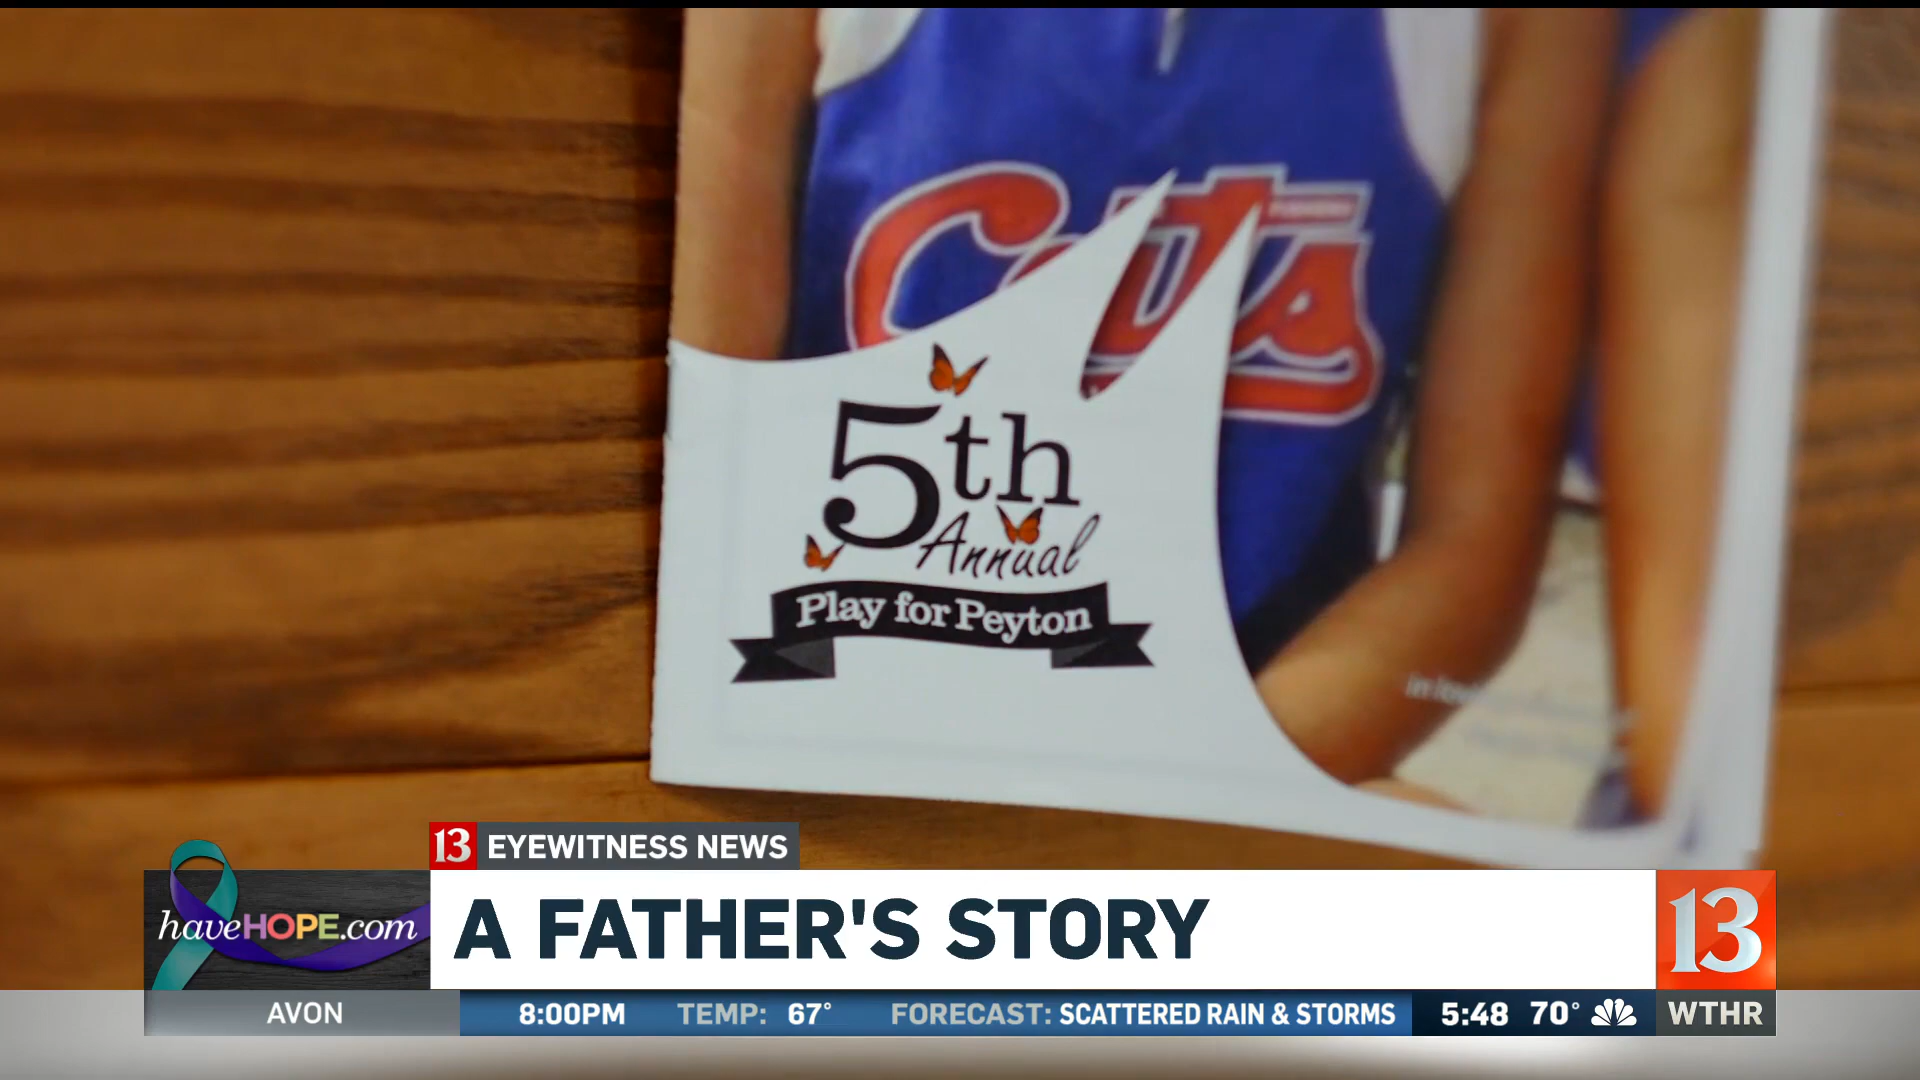 Cuts
5th
Annual
Play for Peyton
13 EYEWITNESS NEWS
haveHOPE.com
A FATHER'S STORY
13
AVON
8:00PM TEMP: 67° FORECAST: SCATTERED RAIN & STORMS
5:48 70°
WTHR